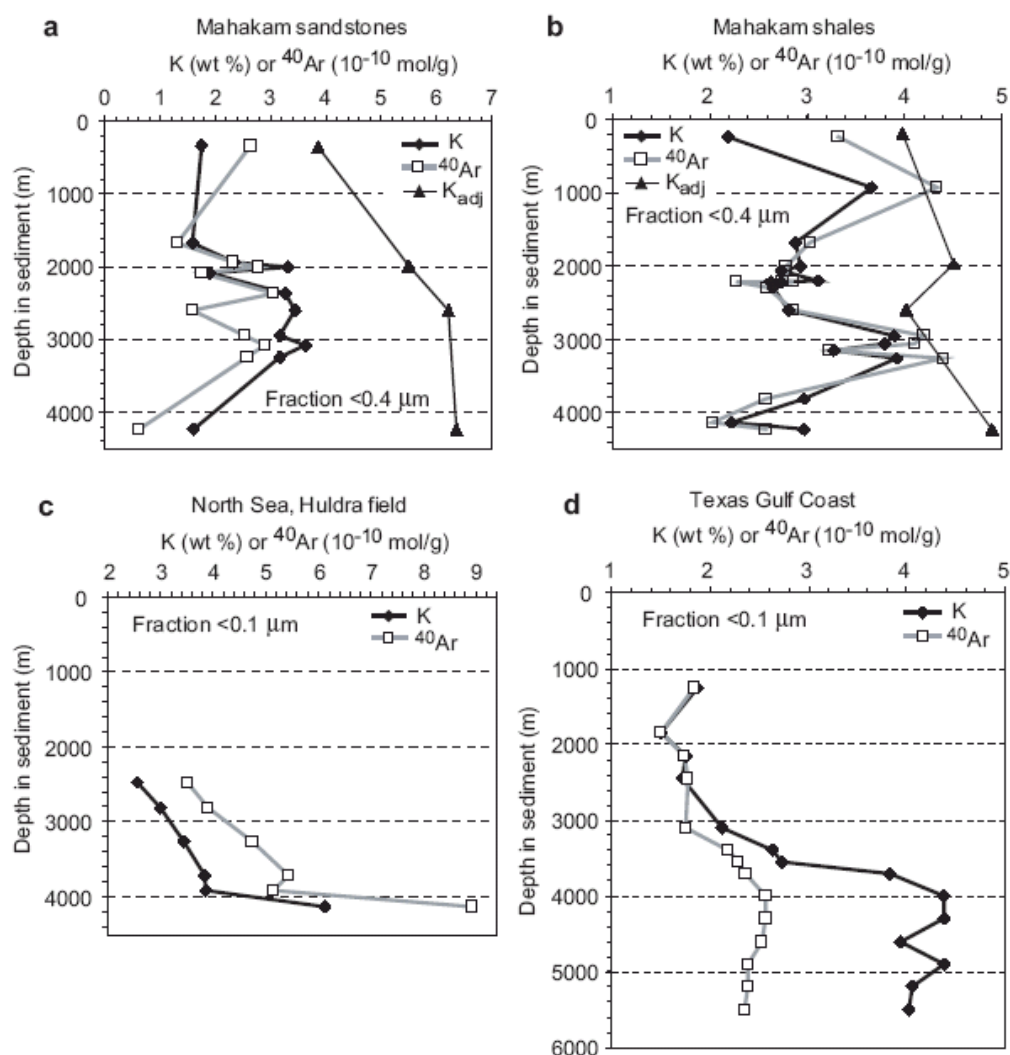 a
Mahakam sandstones
K (wt %) or 40Ar (10-10 mol/g)
0 1 2 3 4 5 6 7
Depth in sediment (m)
0
1000
2000
3000
4000
K
40Ar
Kadj
Fraction <0.4 μm
b
Mahakam shales
K (wt %) or 40Ar (10-10 mol/g)
1 2 3 4 5
Depth in sediment (m)
0
1000
2000
3000
4000
K
40Ar
Kadj
Fraction <0.4 μm
c
North Sea, Huldra field
K (wt %) or 40Ar (10-10 mol/g)
2 3 4 5 6 7 8 9
Depth in sediment (m)
0
1000
2000
3000
4000
Fraction <0.1 μm
K
40Ar
d
Texas Gulf Coast
K (wt %) or 40Ar (10-10 mol/g)
1 2 3 4 5
Depth in sediment (m)
0
1000
2000
3000
4000
5000
6000
Fraction <0.1 μm
K
40Ar